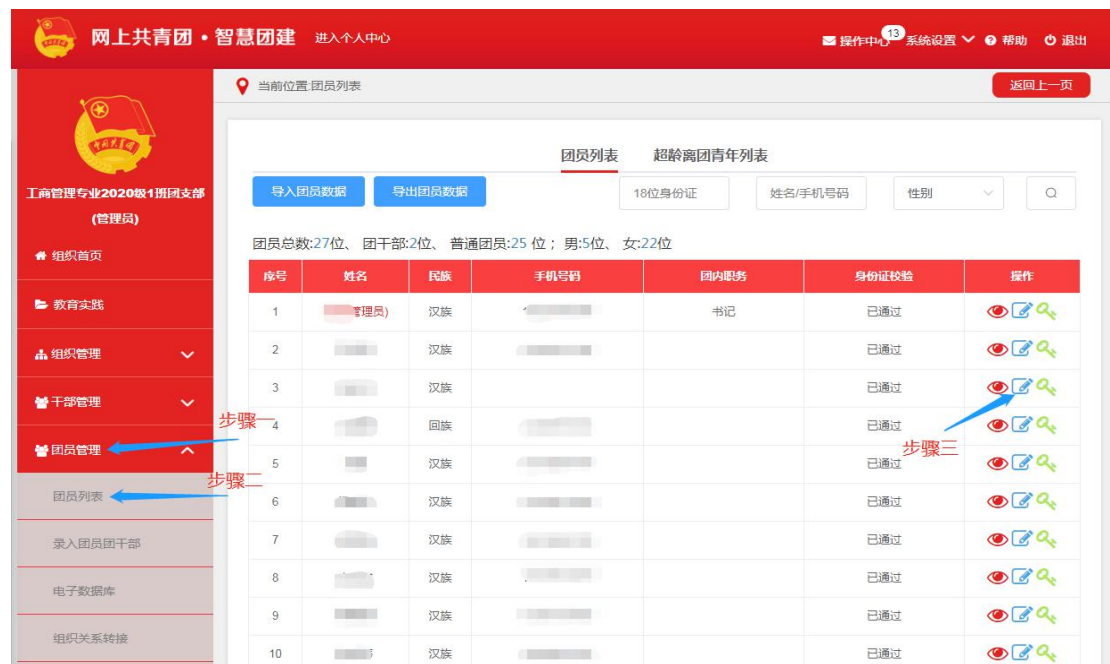 网上共青团·智慧团建 进入个人中心 操作中心 13 系统设置 帮助 退出
当前位置:团员列表 返回上一页
工商管理专业2020级1班团支部
(管理员)
组织首页
教育实践
组织管理
干部管理
团员管理
团员列表
录入团员团干部
电子数据库
组织关系转接
团员列表 超龄离团青年列表
导入团员数据 导出团员数据 18位身份证 姓名/手机号码 性别
团员总数:27位、 团干部:2位、 普通团员:25 位 ; 男:5位、 女:22位
序号 姓名 民族 手机号码 团内职务 身份证校验 操作
1 管理员) 汉族 书记 已通过
2 汉族 已通过
3 汉族 已通过
4 回族 已通过
5 汉族 已通过
6 汉族 已通过
7 汉族 已通过
8 汉族 已通过
9 汉族 已通过
10 汉族 已通过
步骤一
步骤二
步骤三